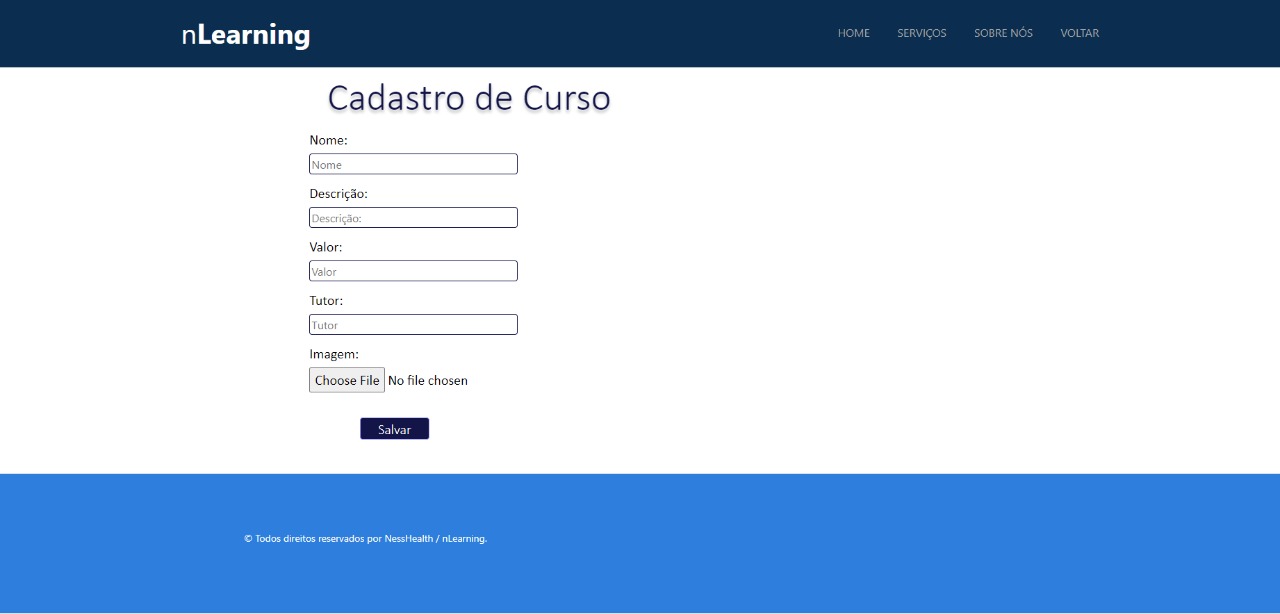 nLearning
HOME SERVIÇOS SOBRE NÓS VOLTAR
Cadastro de Curso
Nome:
Nome
Descrição:
Descrição:
Valor:
Valor
Tutor:
Tutor
Imagem:
Choose File No file chosen
Salvar
© Todos direitos reservados por NessHealth / nLearning.